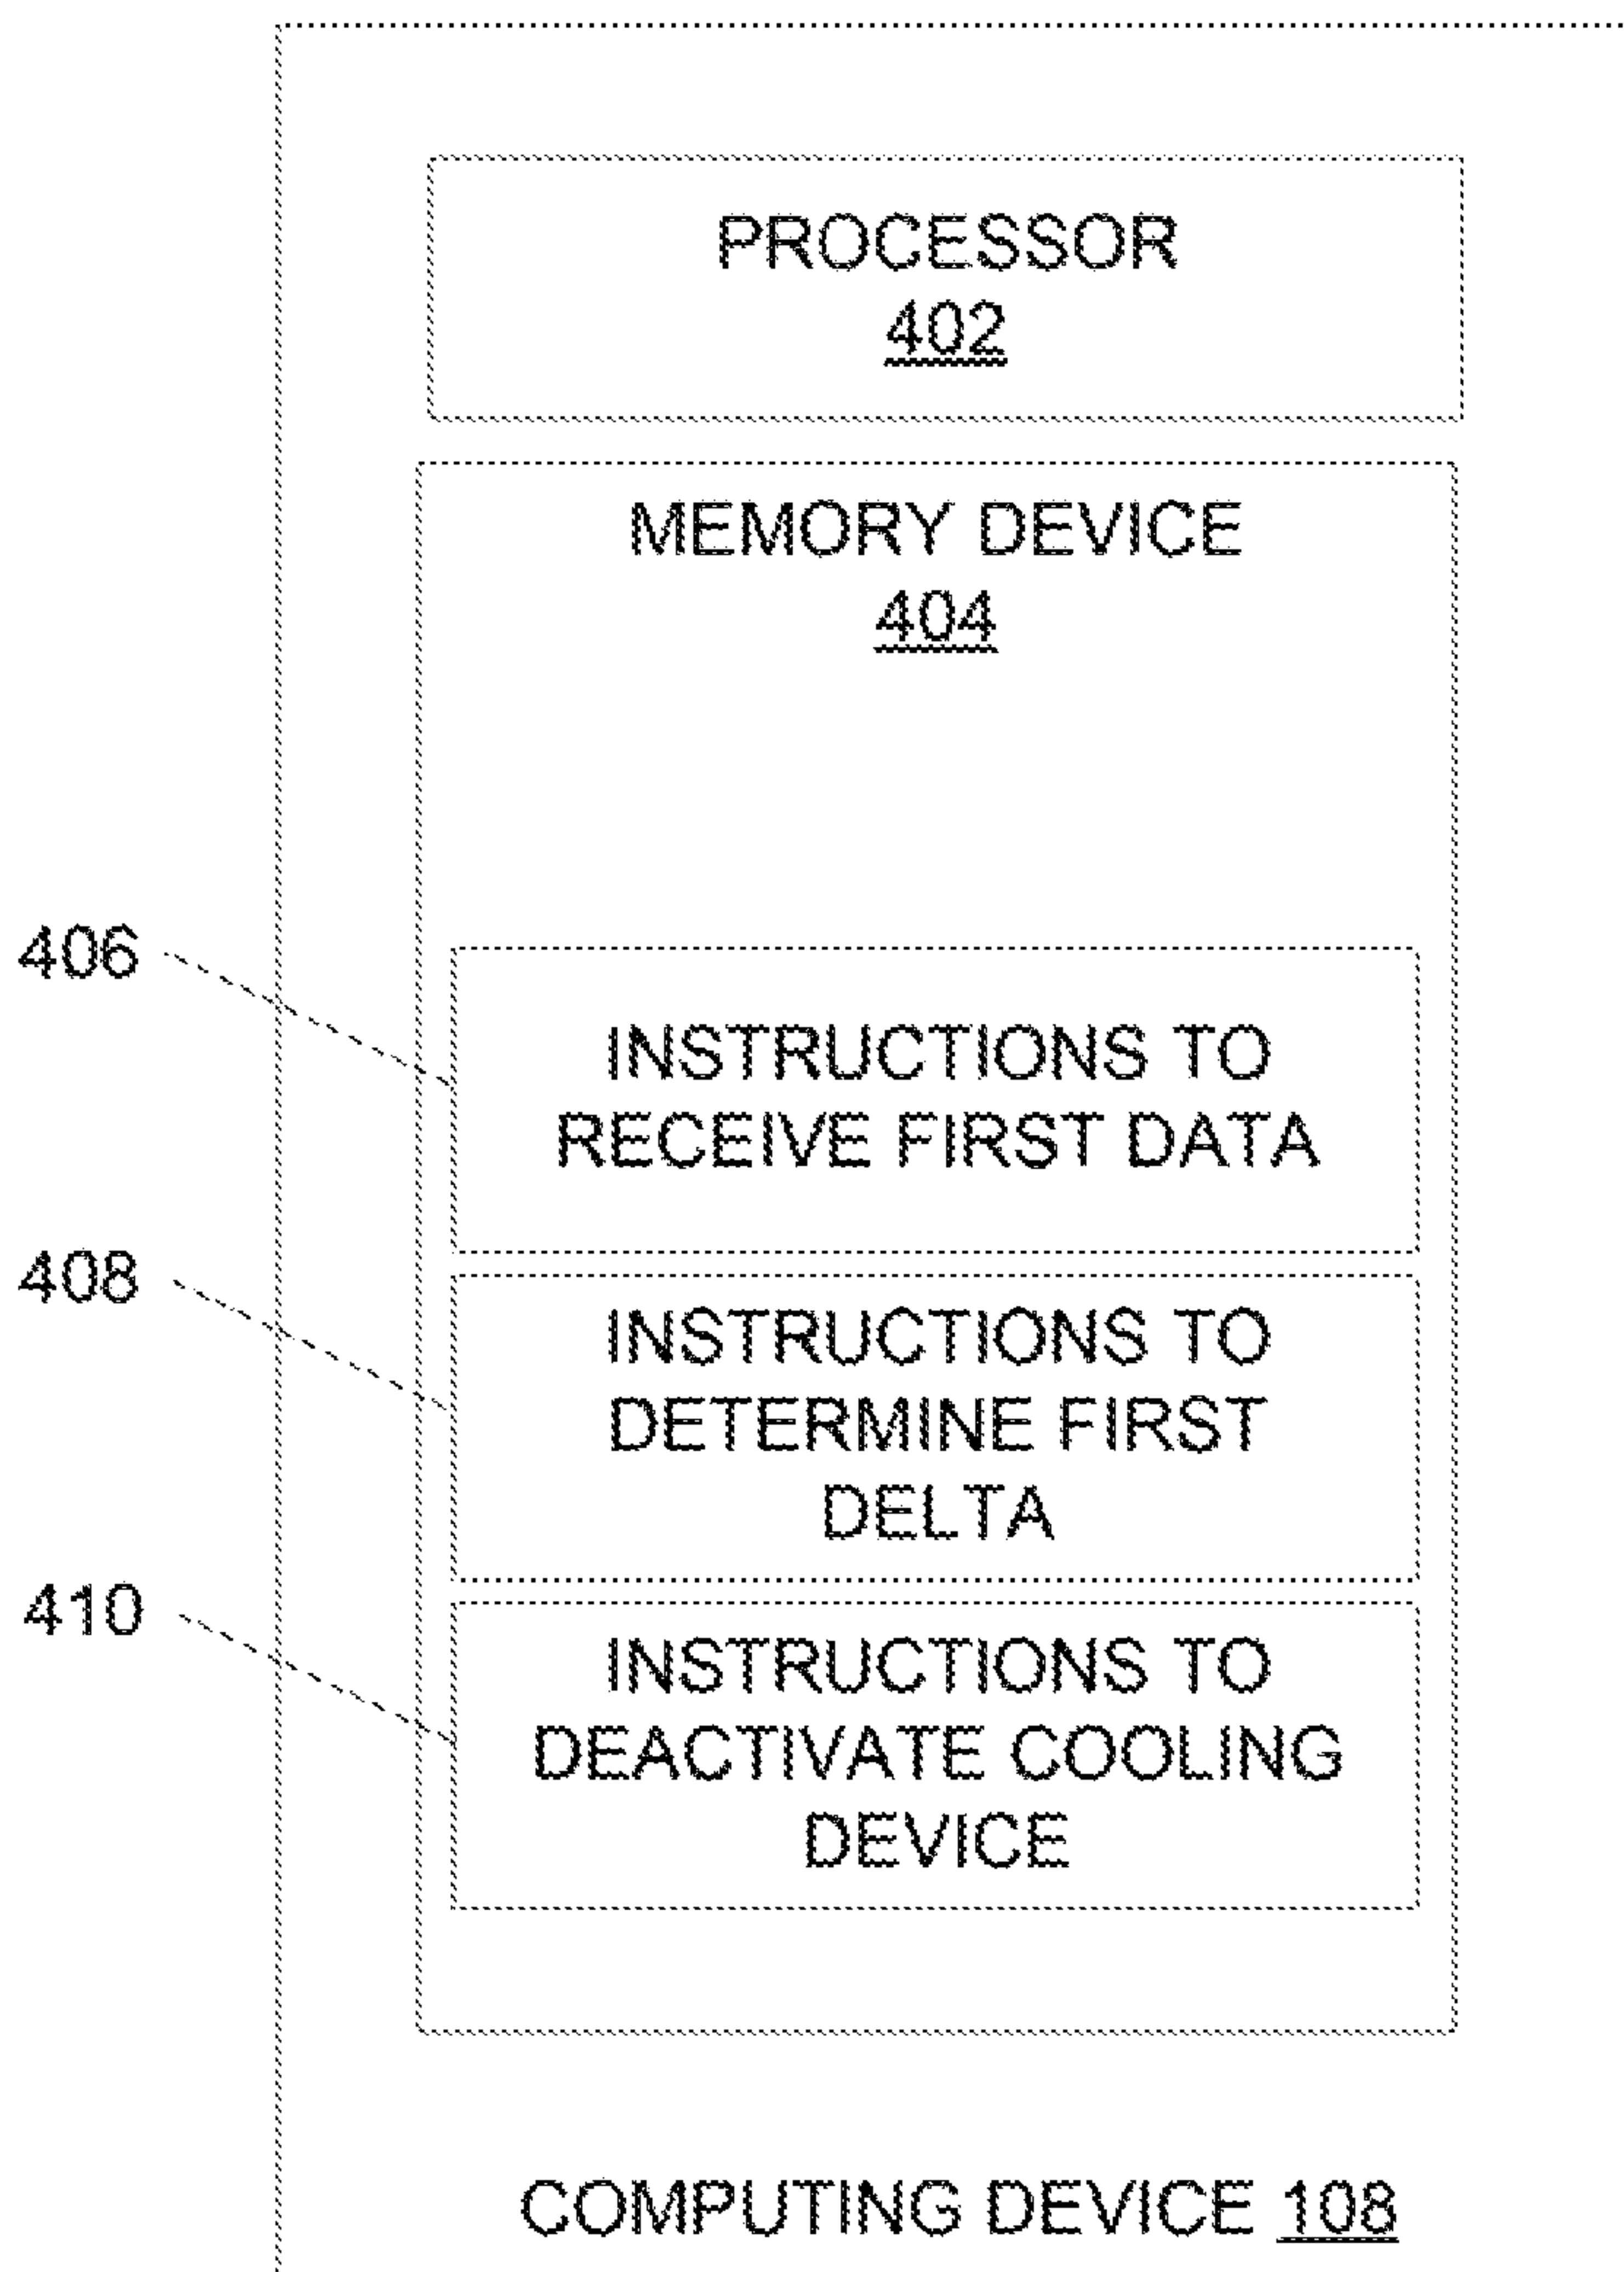 PROCESSOR
402
MEMORY DEVICE
404
406
INSTRUCTIONS TO
RECEIVE FIRST DATA
408
INSTRUCTIONS TO
DETERMINE FIRST
DELTA
410
INSTRUCTIONS TO
DEACTIVATE COOLING
DEVICE
COMPUTING DEVICE 108